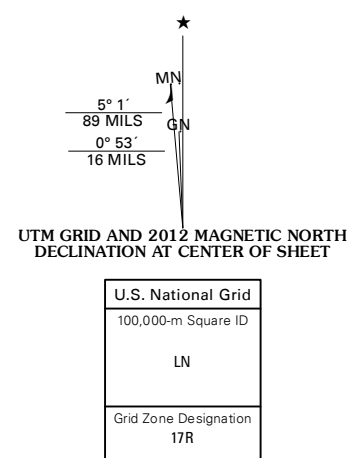 ★
MN
5° 1´
89 MILS
GN
0° 53´
16 MILS
UTM GRID AND 2012 MAGNETIC NORTH
DECLINATION AT CENTER OF SHEET
U.S. National Grid
100,000-m Square ID
LN
Grid Zone Designation
17R